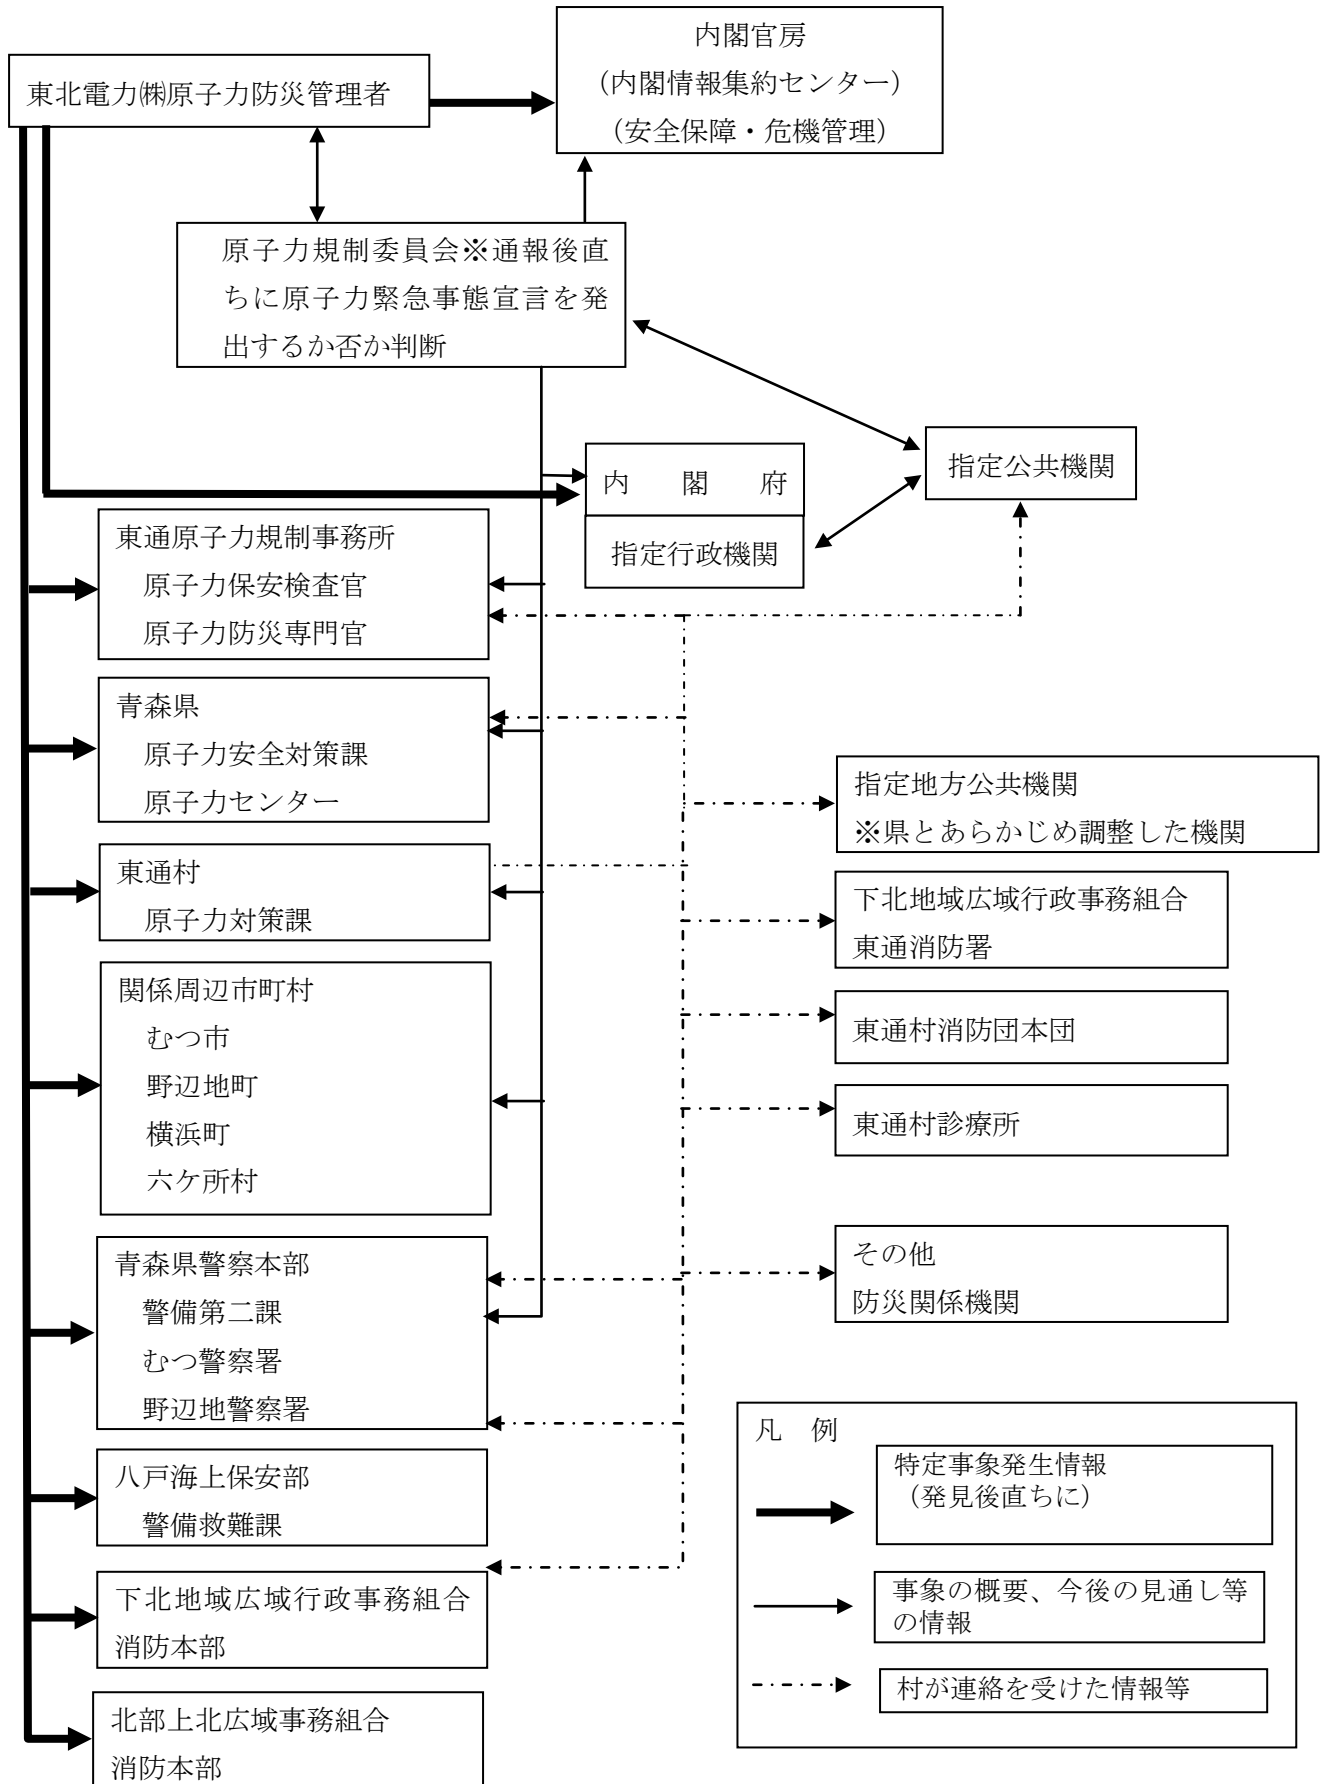 内閣官房
（内閣情報集約センター）
（安全保障・危機管理）
東北電力㈱原子力防災管理者
原子力規制委員会※通報後直
ちに原子力緊急事態宣言を発
出するか否か判断
指定公共機関
内　閣　府
指定行政機関
東通原子力規制事務所
原子力保安検査官
原子力防災専門官
青森県
原子力安全対策課
原子力センター
指定地方公共機関
※県とあらかじめ調整した機関
東通村
原子力対策課
下北地域広域行政事務組合
東通消防署
関係周辺市町村
むつ市
野辺地町
横浜町
六ケ所村
東通村消防団本団
東通村診療所
青森県警察本部
警備第二課
むつ警察署
野辺地警察署
その他
防災関係機関
八戸海上保安部
警備救難課
下北地域広域行政事務組合
消防本部
北部上北広域事務組合
消防本部
凡　例
特定事象発生情報
（発見後直ちに）
事象の概要、今後の見通し等
の情報
村が連絡を受けた情報等